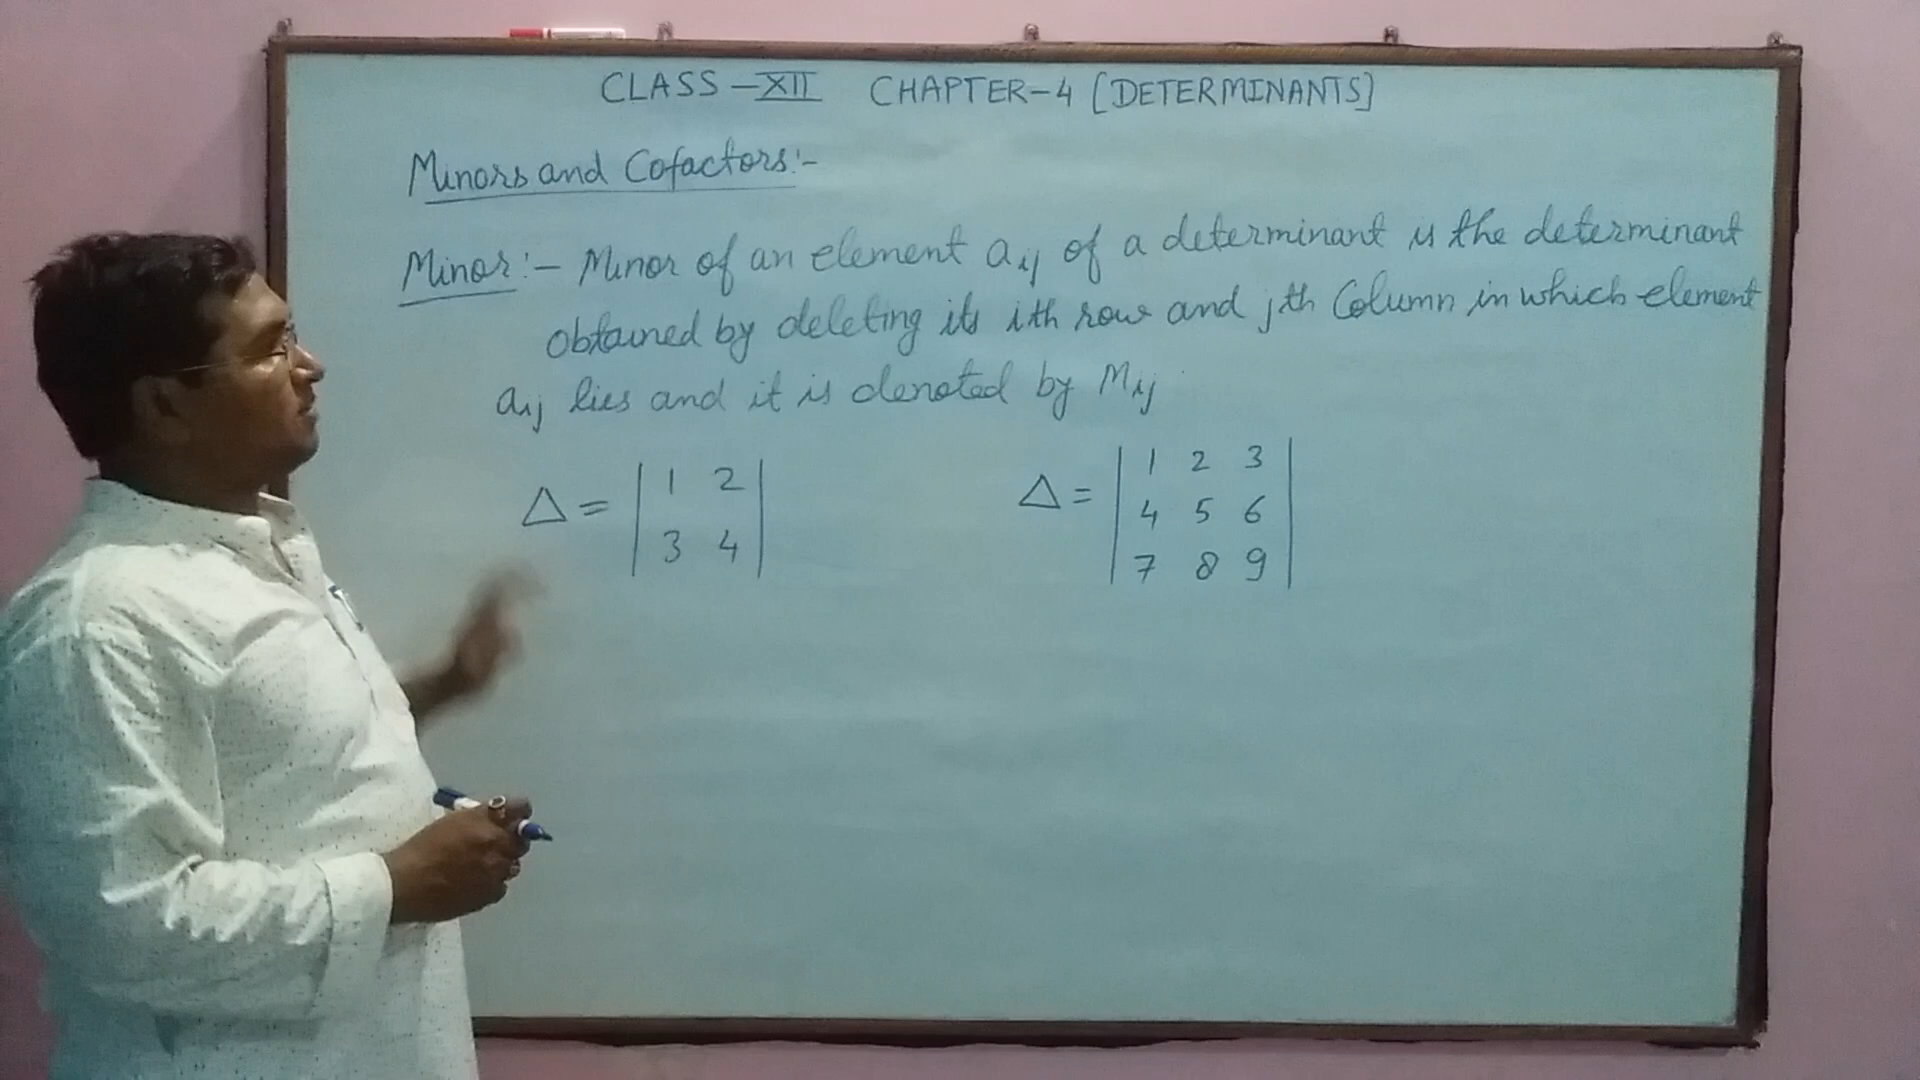 CLASS-XII CHAPTER-4 [DETERMINANTS]
Minors and Cofactors:-
Minor:- Minor of an element aij of a determinant is the determinant
obtained by deleting its ith row and jth Column in which element
aij lies and it is denoted by Mij
Δ = | 1 2 |
| 3 4 |
Δ = | 1 2 3 |
| 4 5 6 |
| 7 8 9 |